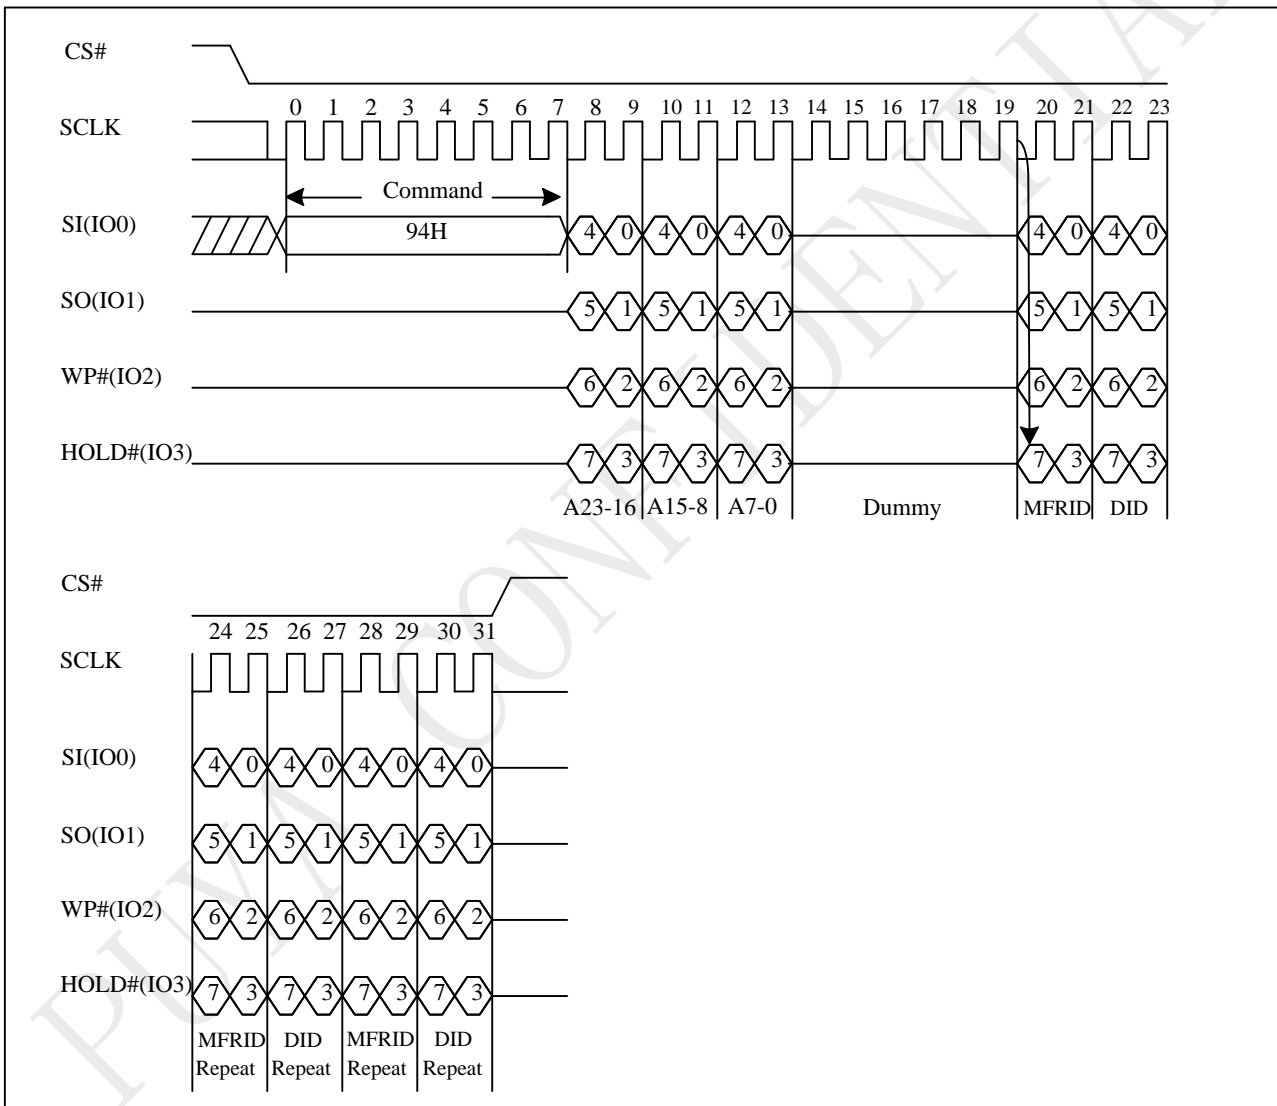 CS#
0 1 2 3 4 5 6 7 8 9 10 11 12 13 14 15 16 17 18 19 20 21 22 23
SCLK
Command
SI(IO0) 94H 4 0 4 0 4 0 4 0 4 0
SO(IO1) 5 1 5 1 5 1 5 1 5 1
WP#(IO2) 6 2 6 2 6 2 6 2 6 2
HOLD#(IO3) 7 3 7 3 7 3 7 3 7 3
A23-16 A15-8 A7-0 Dummy MFRID DID
CS#
24 25 26 27 28 29 30 31
SCLK
SI(IO0) 4 0 4 0 4 0 4 0
SO(IO1) 5 1 5 1 5 1 5 1
WP#(IO2) 6 2 6 2 6 2 6 2
HOLD#(IO3) 7 3 7 3 7 3 7 3
MFRID DID MFRID DID
Repeat Repeat Repeat Repeat
PUYA CONFIDENTIAL